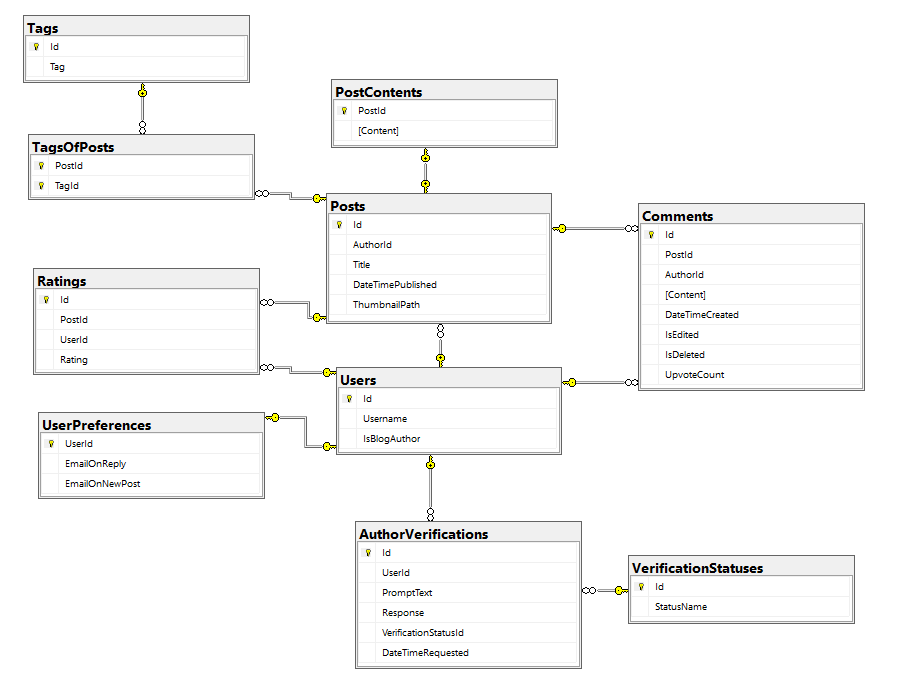 Tags
Id
Tag
TagsOfPosts
PostId
TagId
PostContents
PostId
[Content]
Posts
Id
AuthorId
Title
DateTimePublished
ThumbnailPath
Comments
Id
PostId
AuthorId
[Content]
DateTimeCreated
IsEdited
IsDeleted
UpvoteCount
Ratings
Id
PostId
UserId
Rating
Users
Id
Username
IsBlogAuthor
UserPreferences
UserId
EmailOnReply
EmailOnNewPost
AuthorVerifications
Id
UserId
PromptText
Response
VerificationStatusId
DateTimeRequested
VerificationStatuses
Id
StatusName